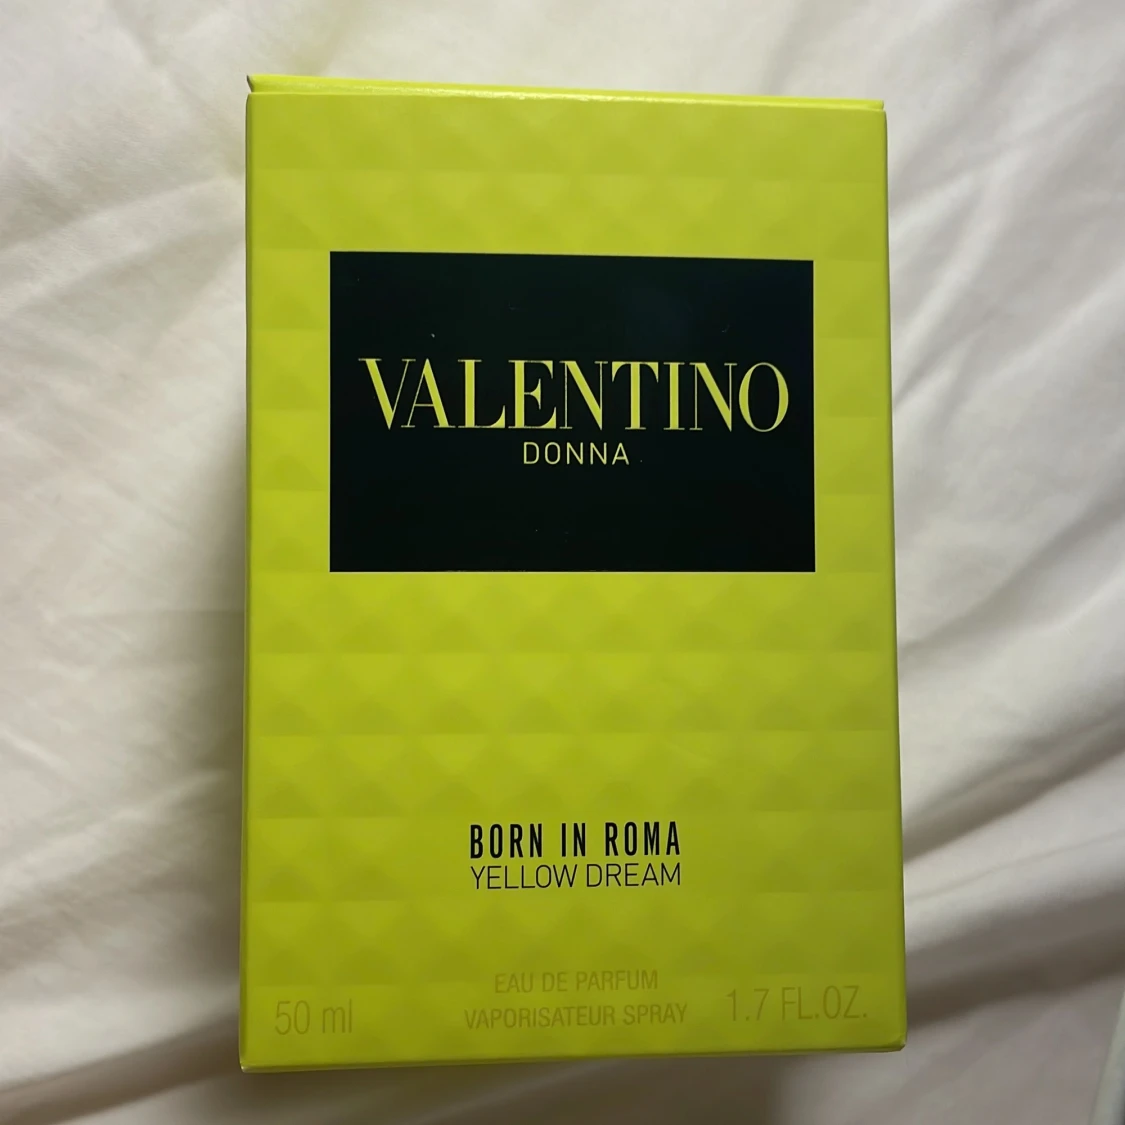 VALENTINO
DONNA
BORN IN ROMA
YELLOW DREAM
EAU DE PARFUM
50 ml VAPORISATEUR SPRAY 1.7 FL.OZ.